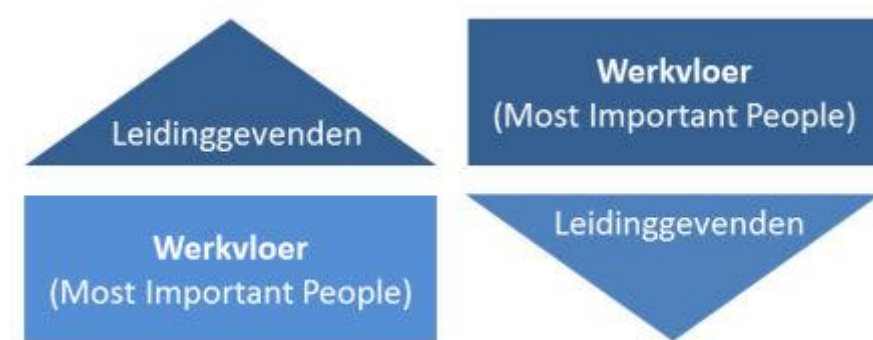 Leidinggevenden
Werkvloer
(Most Important People)
Werkvloer
(Most Important People)
Leidinggevenden